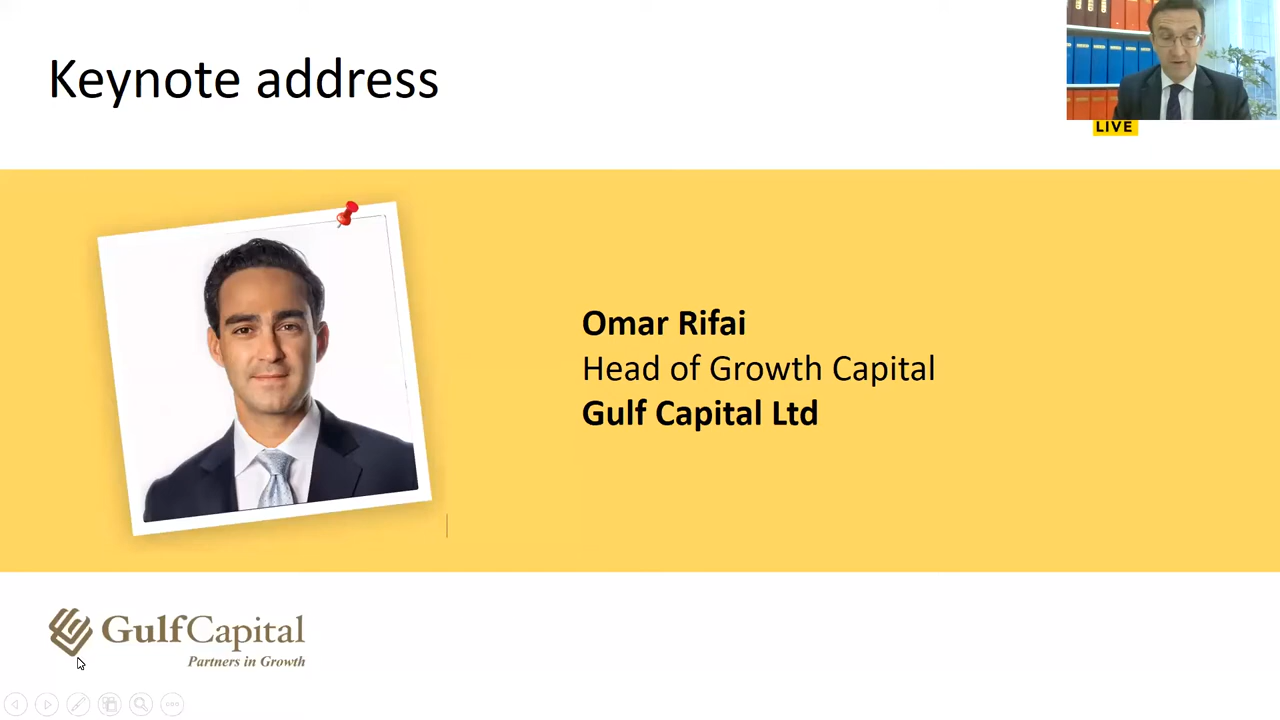 Keynote address
LIVE
Omar Rifai
Head of Growth Capital
Gulf Capital Ltd
GulfCapital
Partners in Growth